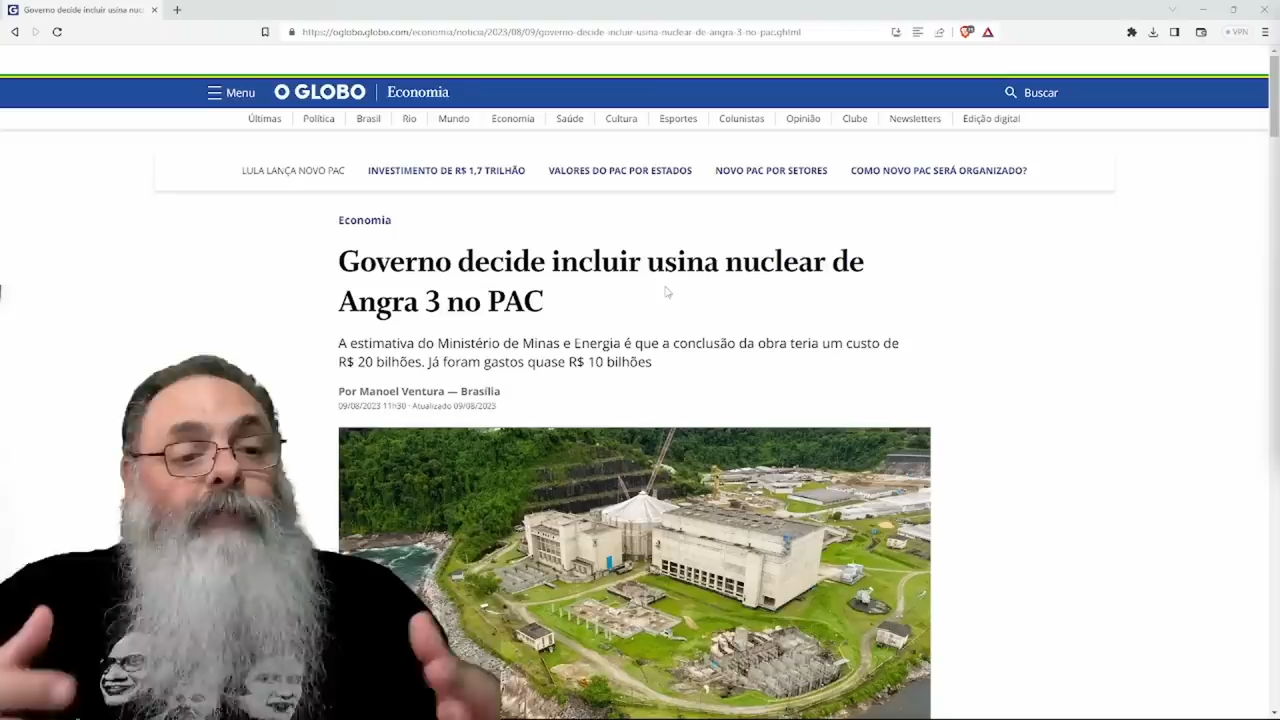 Governo decide incluir usina nuc
https://oglobo.globo.com/economia/noticia/2023/08/09/governo-decide-incluir-usina-nuclear-de-angra-3-no-pac.ghtml
VPN
Menu O GLOBO Economia Buscar
Últimas Política Brasil Rio Mundo Economia Saúde Cultura Esportes Colunistas Opinião Clube Newsletters Edição digital
LULA LANÇA NOVO PAC INVESTIMENTO DE R$ 1,7 TRILHÃO VALORES DO PAC POR ESTADOS NOVO PAC POR SETORES COMO NOVO PAC SERÁ ORGANIZADO?
Economia
Governo decide incluir usina nuclear de
Angra 3 no PAC
A estimativa do Ministério de Minas e Energia é que a conclusão da obra teria um custo de
R$ 20 bilhões. Já foram gastos quase R$ 10 bilhões
Por Manoel Ventura — Brasília
09/08/2023 11h30 · Atualizado 09/08/2023